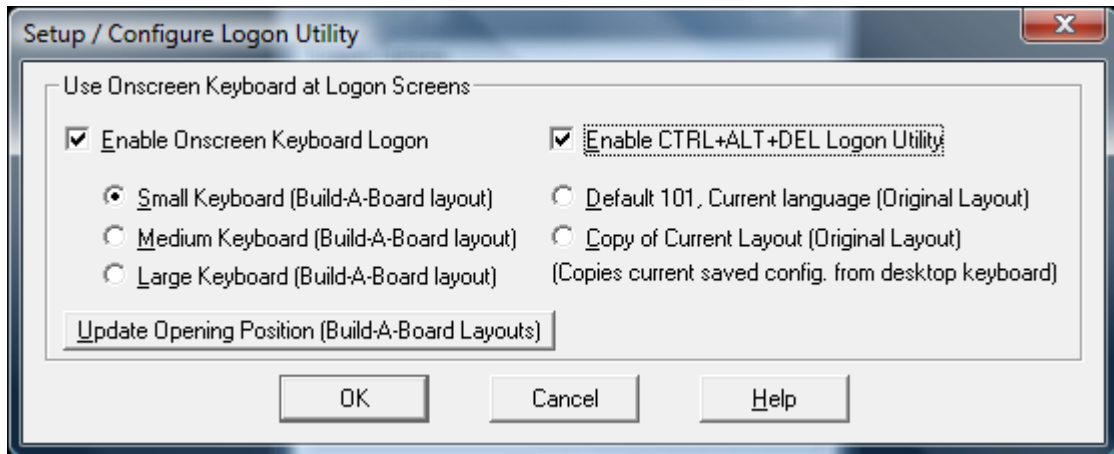 Setup / Configure Logon Utility
Use Onscreen Keyboard at Logon Screens
Enable Onscreen Keyboard Logon
Enable CTRL+ALT+DEL Logon Utility
Small Keyboard (Build-A-Board layout)
Default 101, Current language (Original Layout)
Medium Keyboard (Build-A-Board layout)
Copy of Current Layout (Original Layout)
Large Keyboard (Build-A-Board layout)
(Copies current saved config. from desktop keyboard)
Update Opening Position (Build-A-Board Layouts)
OK
Cancel
Help